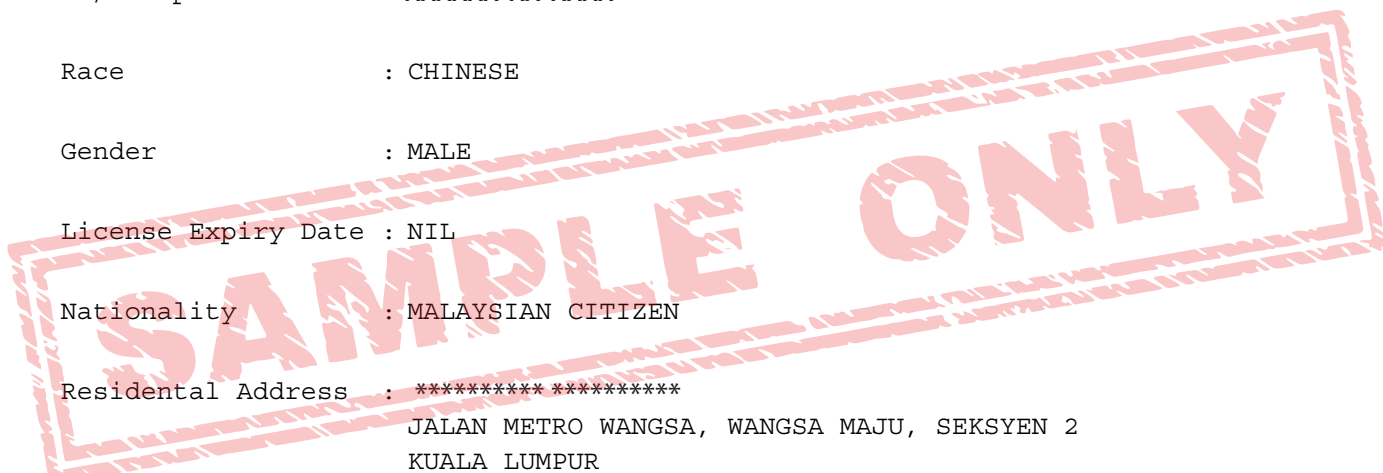 Race : CHINESE
Gender : MALE
License Expiry Date : NIL
Nationality : MALAYSIAN CITIZEN
Residental Address : ********** **********
JALAN METRO WANGSA, WANGSA MAJU, SEKSYEN 2
KUALA LUMPUR
SAMPLE ONLY